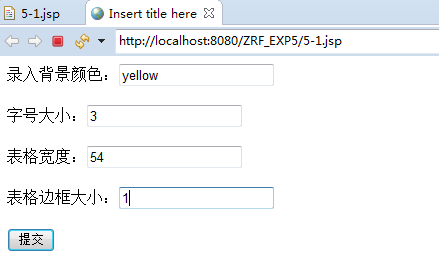 5-1.jsp Insert title here
http://localhost:8080/ZRF_EXP5/5-1.jsp
录入背景颜色：yellow
字号大小：3
表格宽度：54
表格边框大小：1
提交